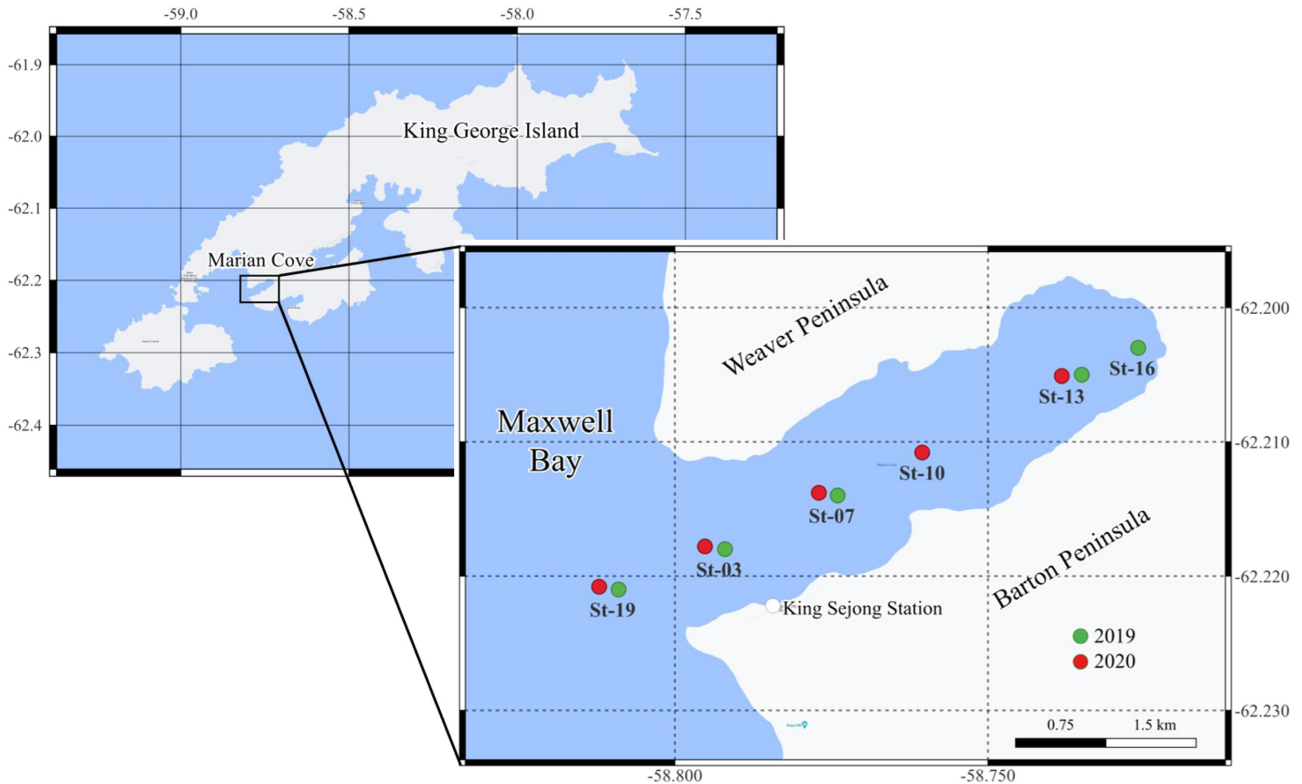 -59.0 -58.5 -58.0 -57.5
-61.9
-62.0
-62.1
-62.2
-62.3
-62.4
King George Island
Marian Cove
Weaver Peninsula
Maxwell
Bay
Barton Peninsula
St-16
St-13
St-10
St-07
St-03
St-19
King Sejong Station
2019
2020
0.75 1.5 km
-62.200
-62.210
-62.220
-62.230
-58.800 -58.750